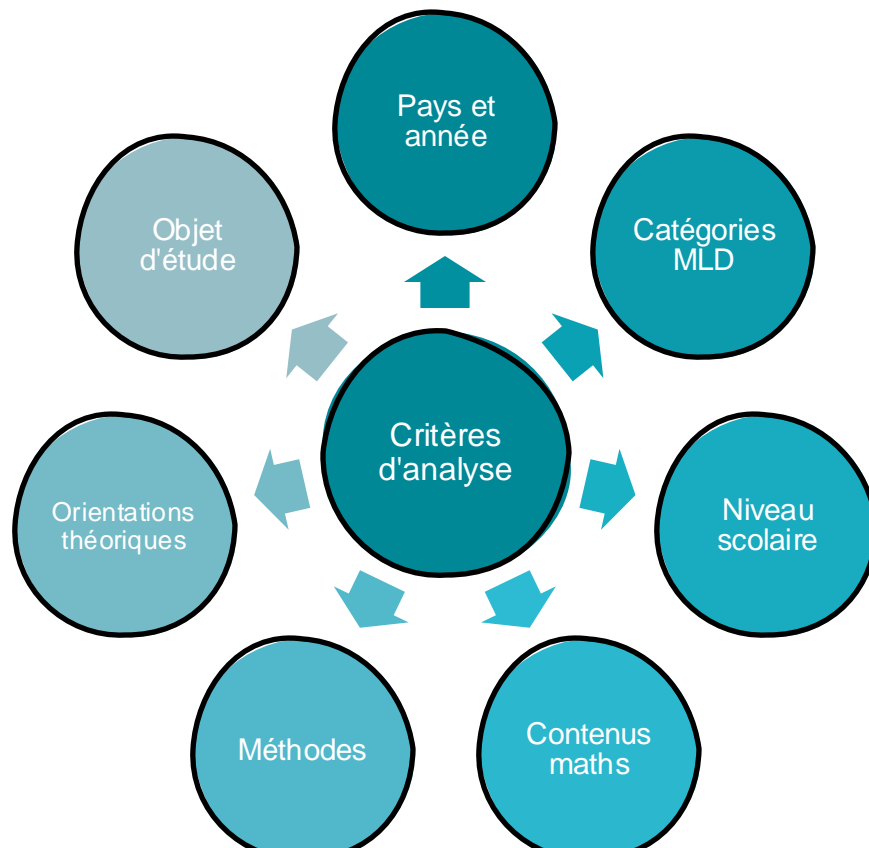 Pays et
année
Catégories
MLD
Niveau
scolaire
Contenus
maths
Méthodes
Orientations
théoriques
Objet
d'étude
Critères
d'analyse